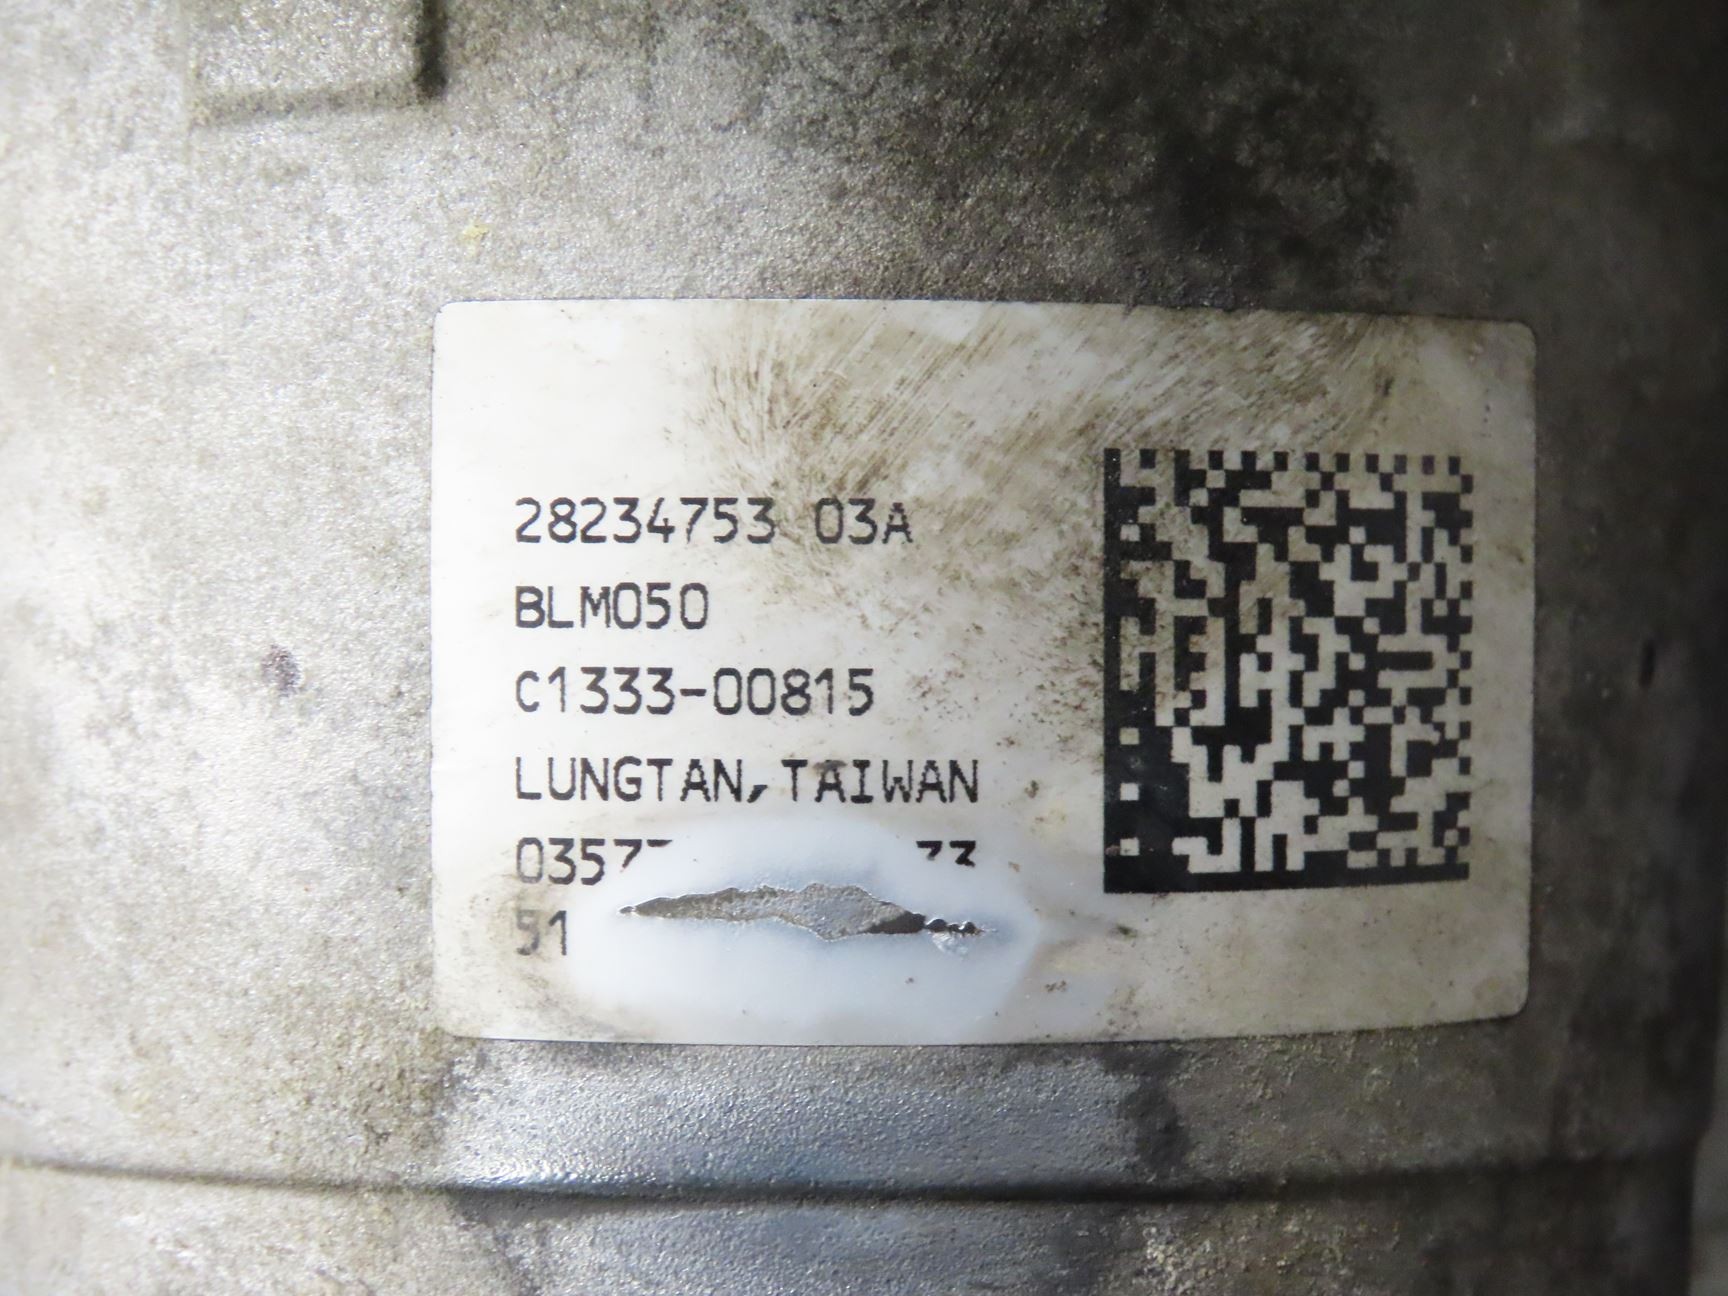 28234753 03A
BLM050
C1333-00815
LUNGTAN,TAIWAN
51